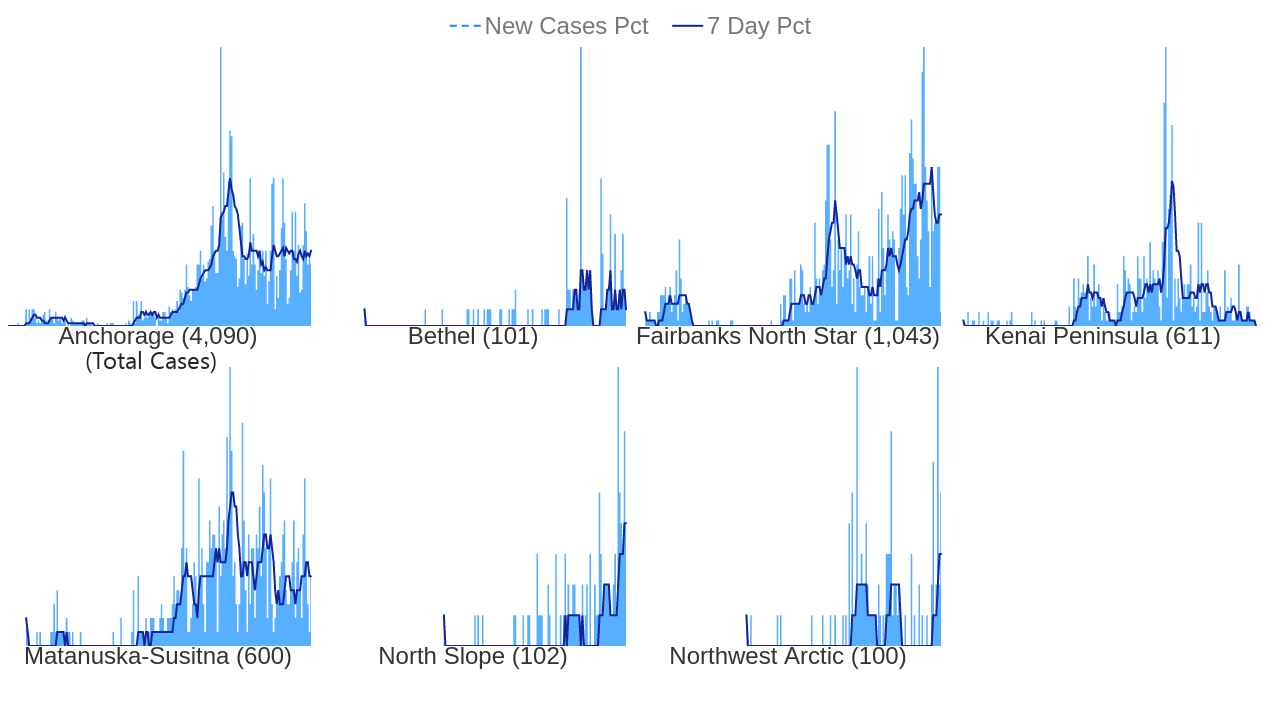 New Cases Pct
7 Day Pct
Anchorage (4,090)
(Total Cases)
Bethel (101)
Fairbanks North Star (1,043)
Kenai Peninsula (611)
Matanuska-Susitna (600)
North Slope (102)
Northwest Arctic (100)